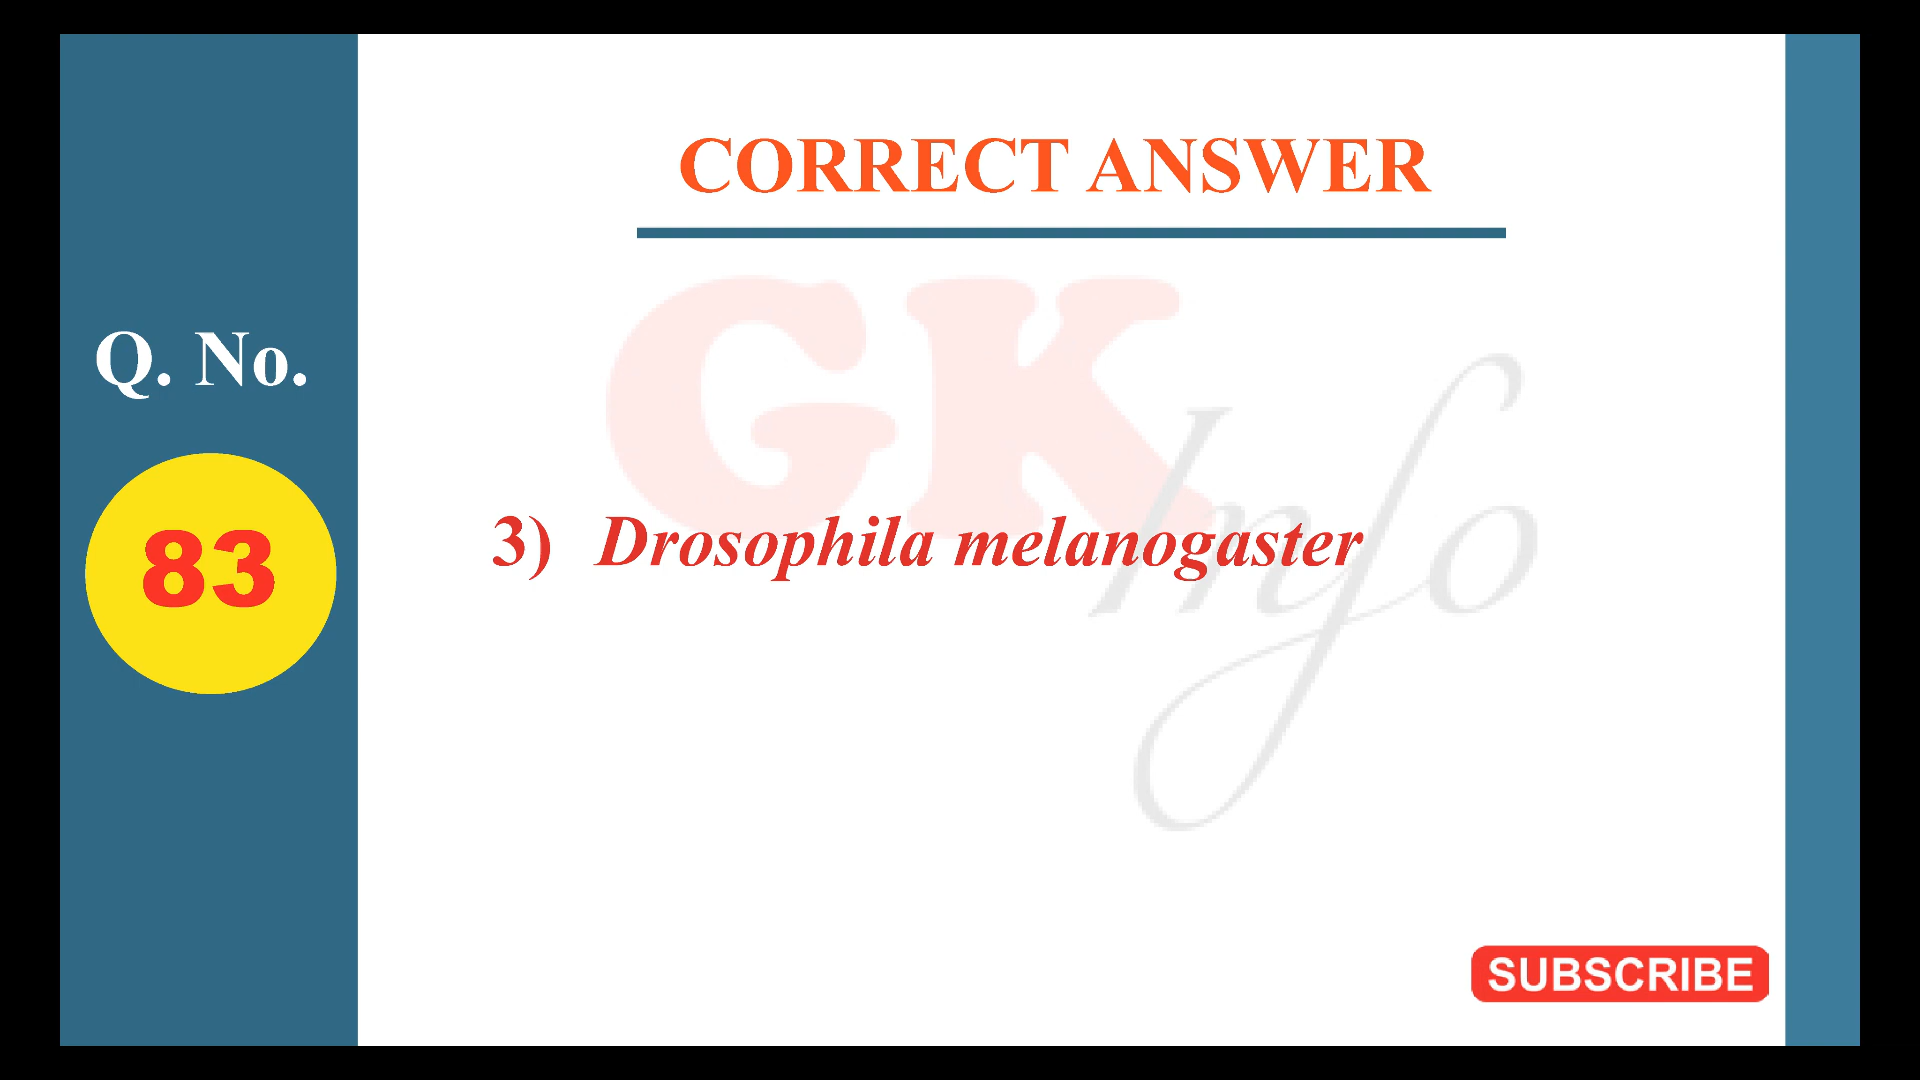 CORRECT ANSWER
GK Info
Q. No.
83
3) Drosophila melanogaster
SUBSCRIBE